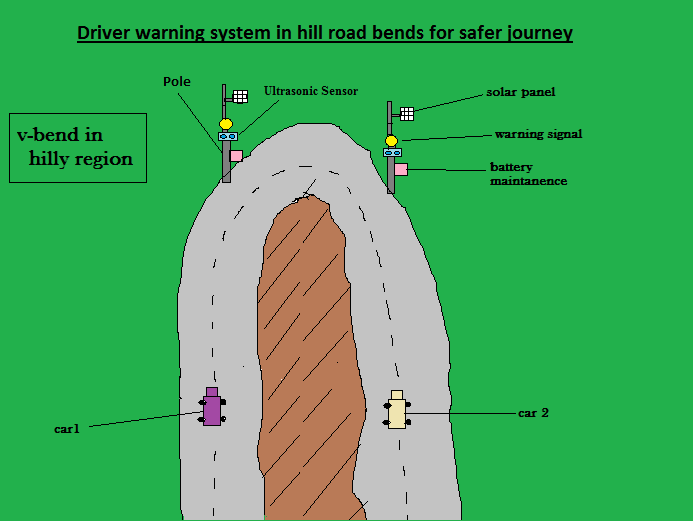 Driver warning system in hill road bends for safer journey
Pole
Ultrasonic Sensor
solar panel
v-bend in
hilly region
warning signal
battery
maintanence
car1
car 2